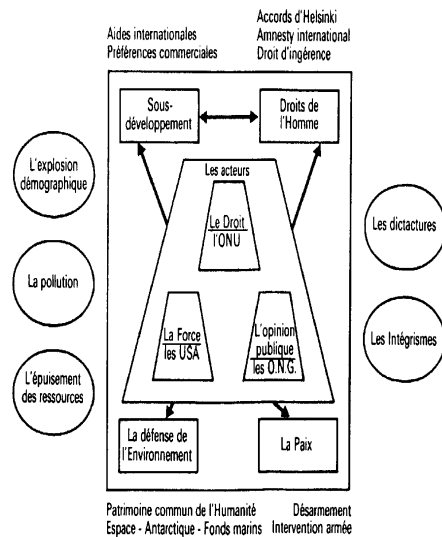 Aides internationales
Préférences commerciales
Accords d'Helsinki
Amnesty international
Droit d'ingérence
Sous-
développement
Droits de
l'Homme
L'explosion
démographique
La pollution
L'épuisement
des ressources
Les acteurs
Le Droit
l'ONU
La Force
les USA
L'opinion
publique
les O.N.G.
Les dictactures
Les Intégrismes
La défense de
l'Environnement
La Paix
Patrimoine commun de l'Humanité
Espace - Antarctique - Fonds marins
Désarmement
Intervention armée